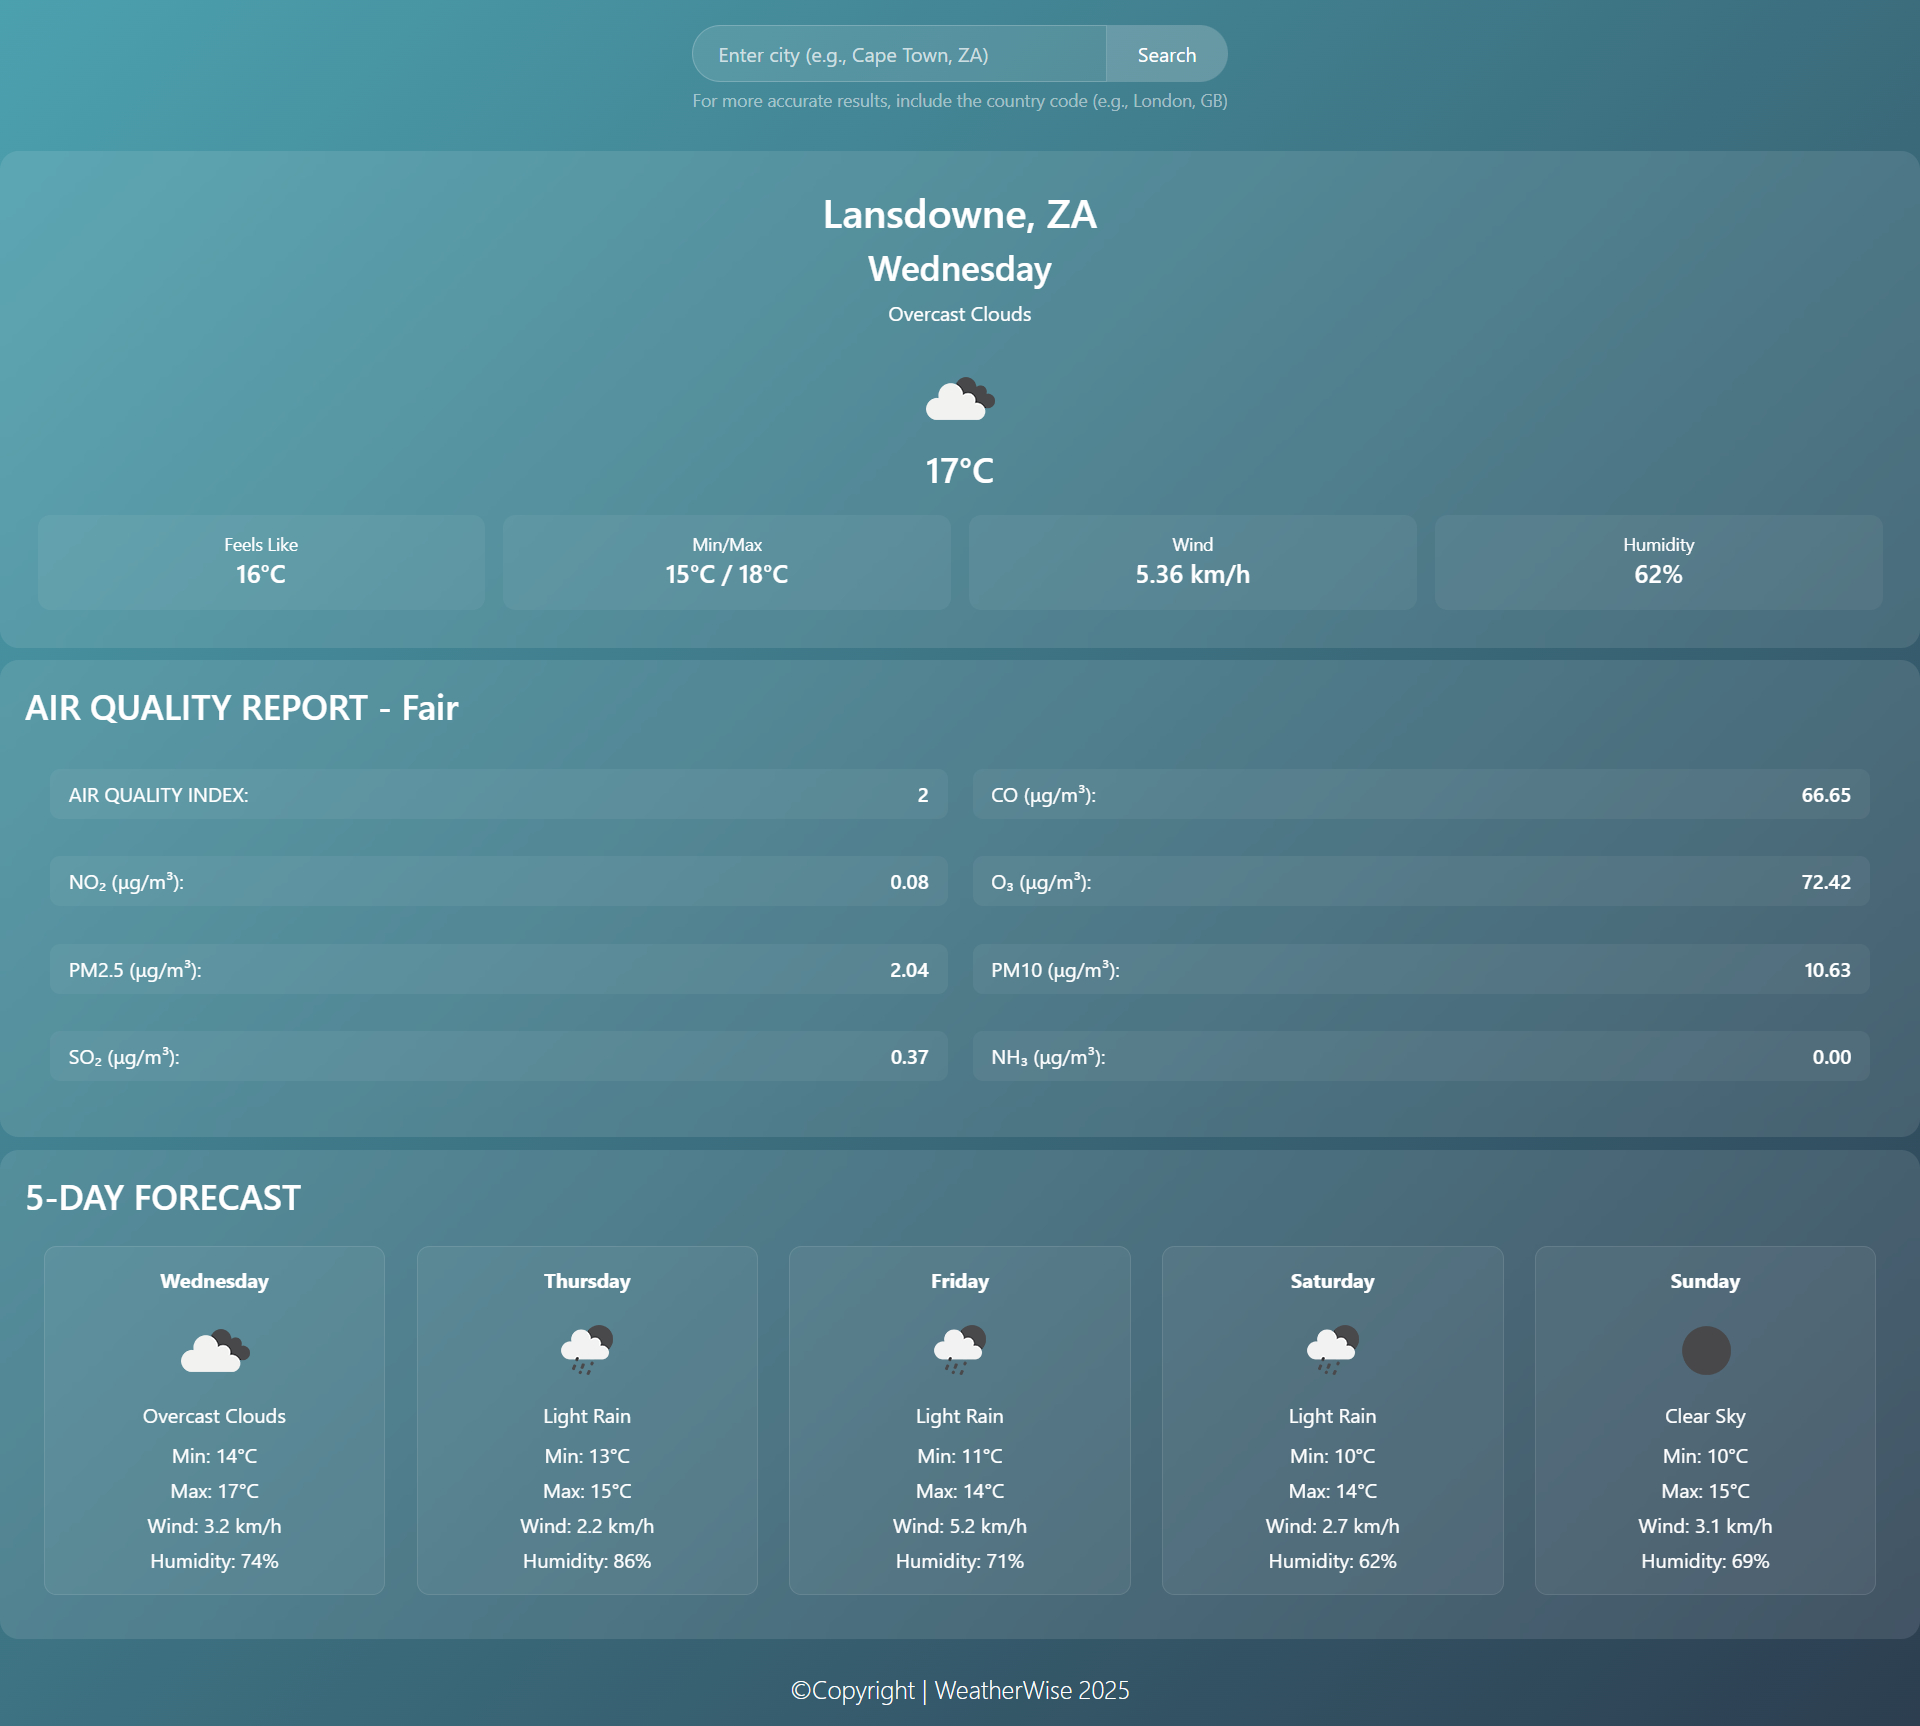 Enter city (e.g., Cape Town, ZA)
Search
For more accurate results, include the country code (e.g., London, GB)
Lansdowne, ZA
Wednesday
Overcast Clouds
17°C
Feels Like
16°C
Min/Max
15°C / 18°C
Wind
5.36 km/h
Humidity
62%
AIR QUALITY REPORT - Fair
AIR QUALITY INDEX: 2
CO (µg/m³): 66.65
NO₂ (µg/m³): 0.08
O₃ (µg/m³): 72.42
PM2.5 (µg/m³): 2.04
PM10 (µg/m³): 10.63
SO₂ (µg/m³): 0.37
NH₃ (µg/m³): 0.00
5-DAY FORECAST
Wednesday
Overcast Clouds
Min: 14°C
Max: 17°C
Wind: 3.2 km/h
Humidity: 74%
Thursday
Light Rain
Min: 13°C
Max: 15°C
Wind: 2.2 km/h
Humidity: 86%
Friday
Light Rain
Min: 11°C
Max: 14°C
Wind: 5.2 km/h
Humidity: 71%
Saturday
Light Rain
Min: 10°C
Max: 14°C
Wind: 2.7 km/h
Humidity: 62%
Sunday
Clear Sky
Min: 10°C
Max: 15°C
Wind: 3.1 km/h
Humidity: 69%
©Copyright | WeatherWise 2025